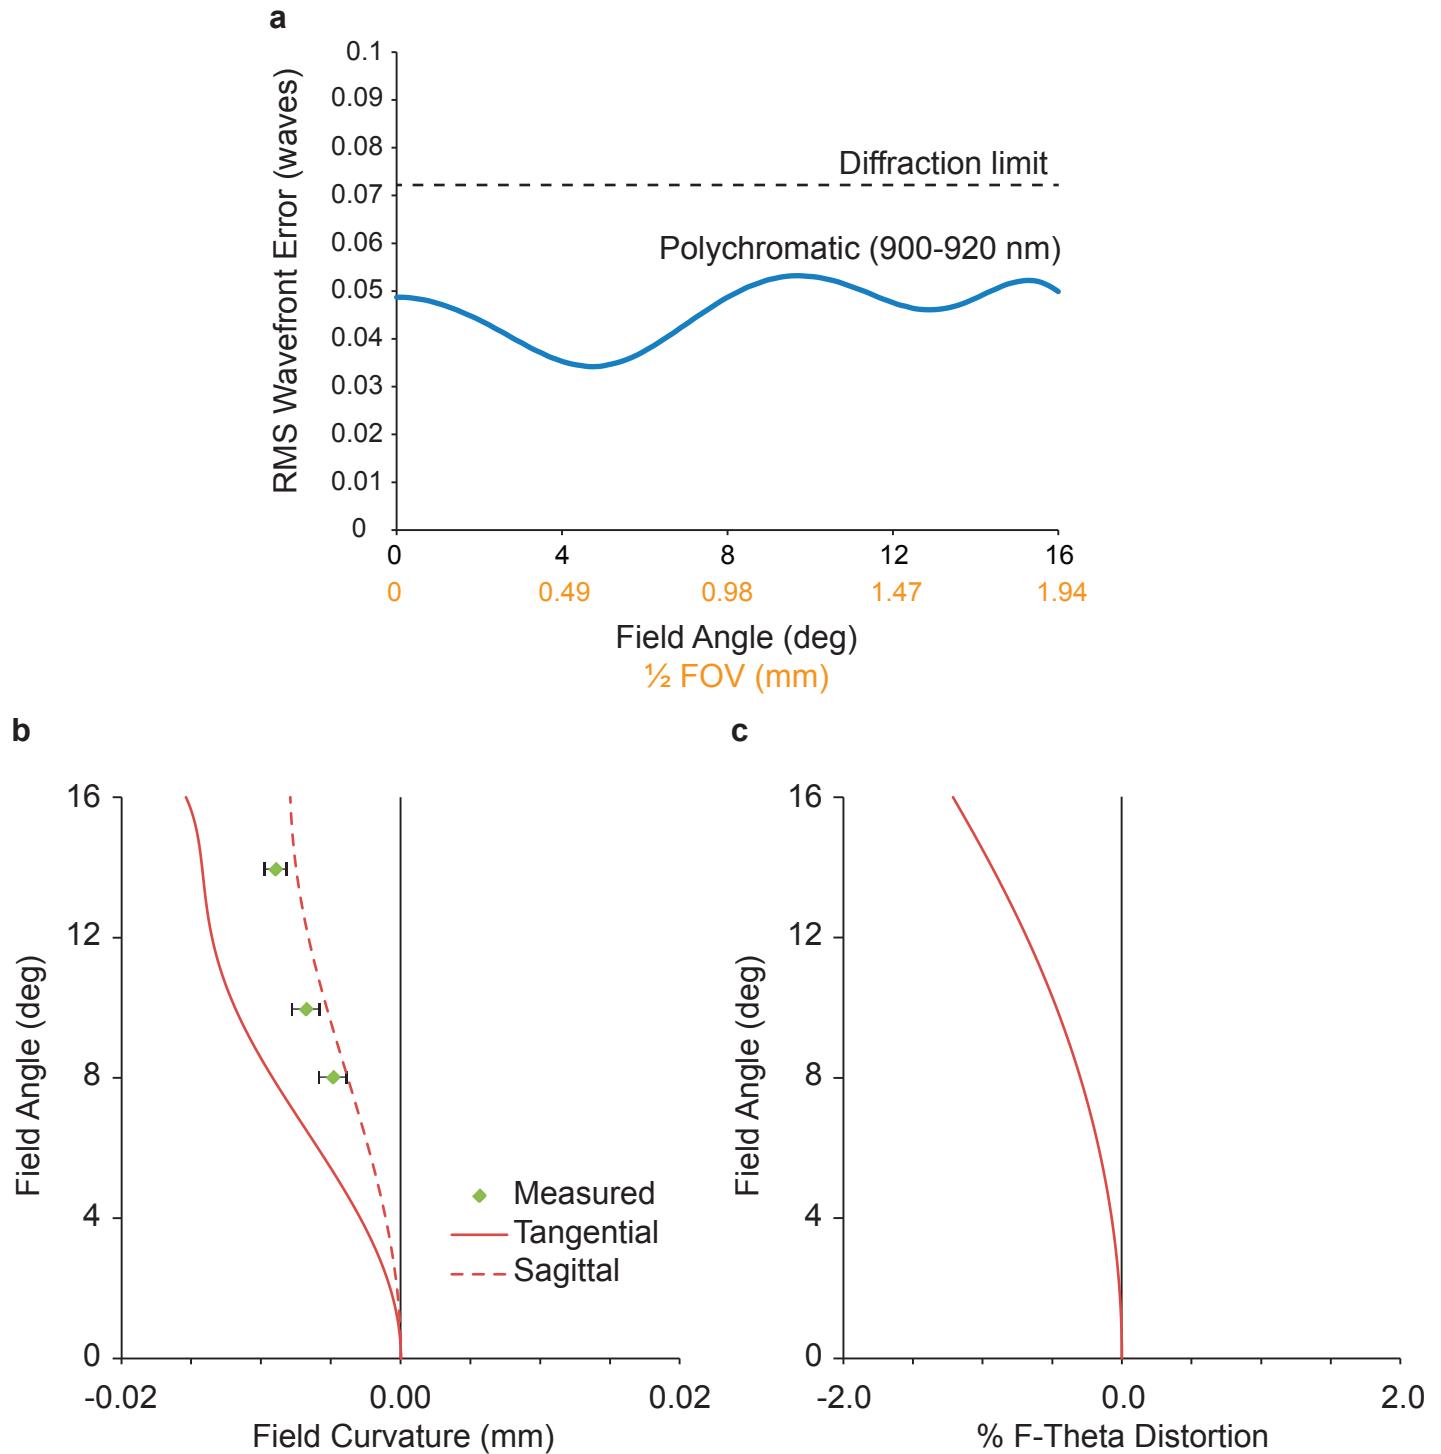 a
0.1
0.09
0.08
0.07
0.06
0.05
0.04
0.03
0.02
0.01
0
RMS Wavefront Error (waves)
Diffraction limit
Polychromatic (900-920 nm)
0 4 8 12 16
0 0.49 0.98 1.47 1.94
Field Angle (deg)
½ FOV (mm)
b
16
12
8
4
0
Field Angle (deg)
Measured
Tangential
Sagittal
-0.02 0.00 0.02
Field Curvature (mm)
c
16
12
8
4
0
Field Angle (deg)
-2.0 0.0 2.0
% F-Theta Distortion